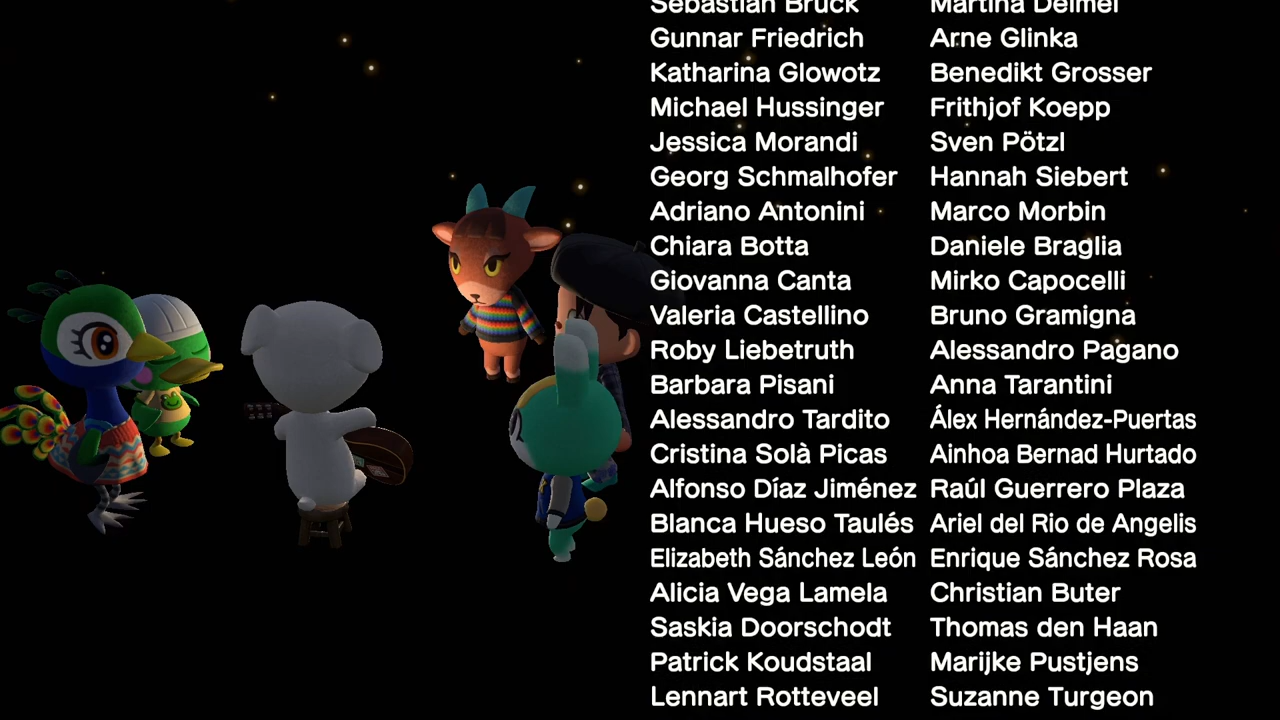 Sebastian Bruck Martina Deimel
Gunnar Friedrich Arne Glinka
Katharina Glowotz Benedikt Grosser
Michael Hussinger Frithjof Koepp
Jessica Morandi Sven Pötzl
Georg Schmalhofer Hannah Siebert
Adriano Antonini Marco Morbin
Chiara Botta Daniele Braglia
Giovanna Canta Mirko Capocelli
Valeria Castellino Bruno Gramigna
Roby Liebetruth Alessandro Pagano
Barbara Pisani Anna Tarantini
Alessandro Tardito Álex Hernández-Puertas
Cristina Solà Picas Ainhoa Bernad Hurtado
Alfonso Díaz Jiménez Raúl Guerrero Plaza
Blanca Hueso Taulés Ariel del Rio de Angelis
Elizabeth Sánchez León Enrique Sánchez Rosa
Alicia Vega Lamela Christian Buter
Saskia Doorschodt Thomas den Haan
Patrick Koudstaal Marijke Pustjens
Lennart Rotteveel Suzanne Turgeon